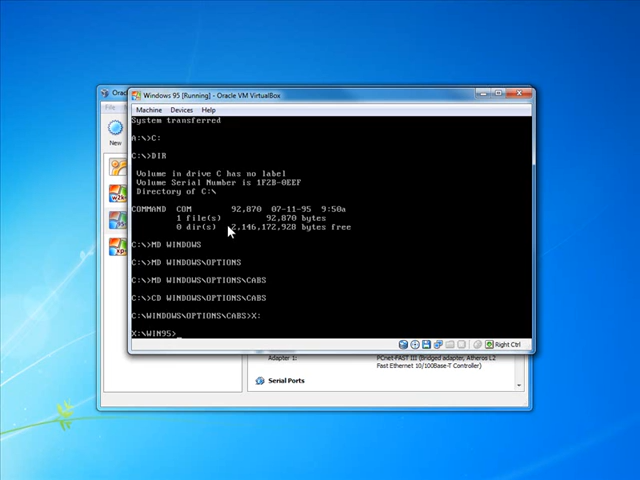 Orac
Windows 95 [Running] - Oracle VM VirtualBox
File
Machine Devices Help
New
System transferred
A:\>C:
C:\>DIR
Volume in drive C has no label
Volume Serial Number is 1F2B-0EEF
Directory of C:\
COMMAND COM 92,870 07-11-95 9:50a
1 file(s) 92,870 bytes
0 dir(s) 2,146,172,928 bytes free
C:\>MD WINDOWS
C:\>MD WINDOWS\OPTIONS
C:\>MD WINDOWS\OPTIONS\CABS
C:\>CD WINDOWS\OPTIONS\CABS
C:\WINDOWS\OPTIONS\CABS>X:
X:\WIN95>_
Right Ctrl
Adapter 1: PCnet-FAST III (Bridged adapter, Atheros L2
Fast Ethernet 10/100Base-T Controller)
Serial Ports